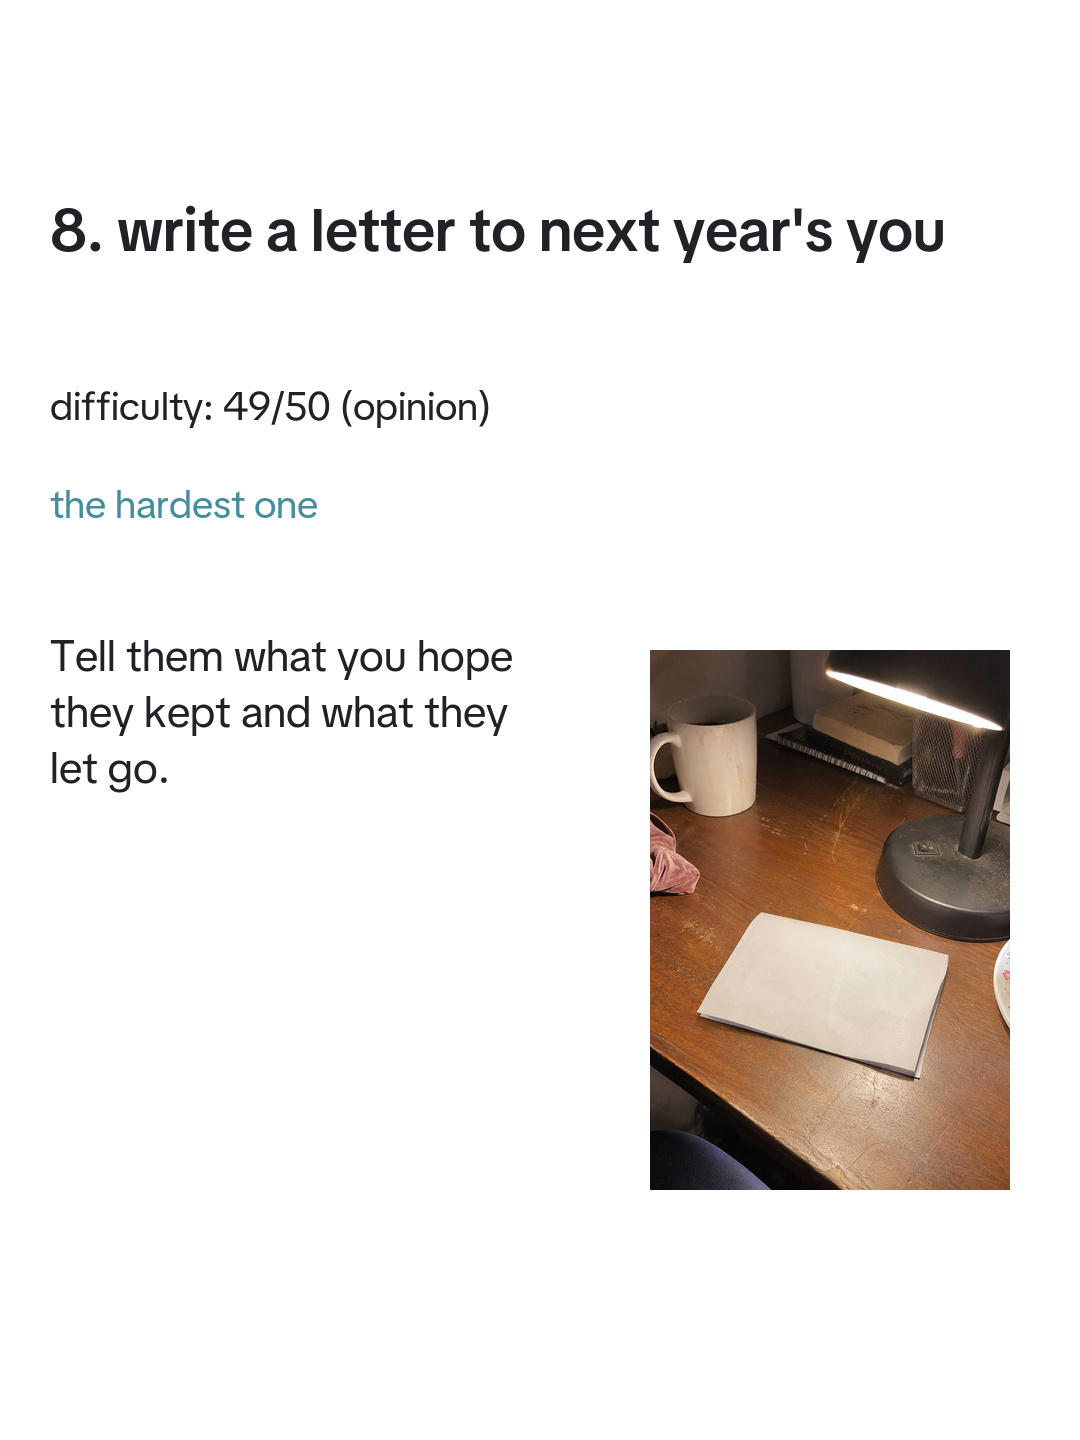 8. write a letter to next year's you
difficulty: 49/50 (opinion)
the hardest one
Tell them what you hope
they kept and what they
let go.